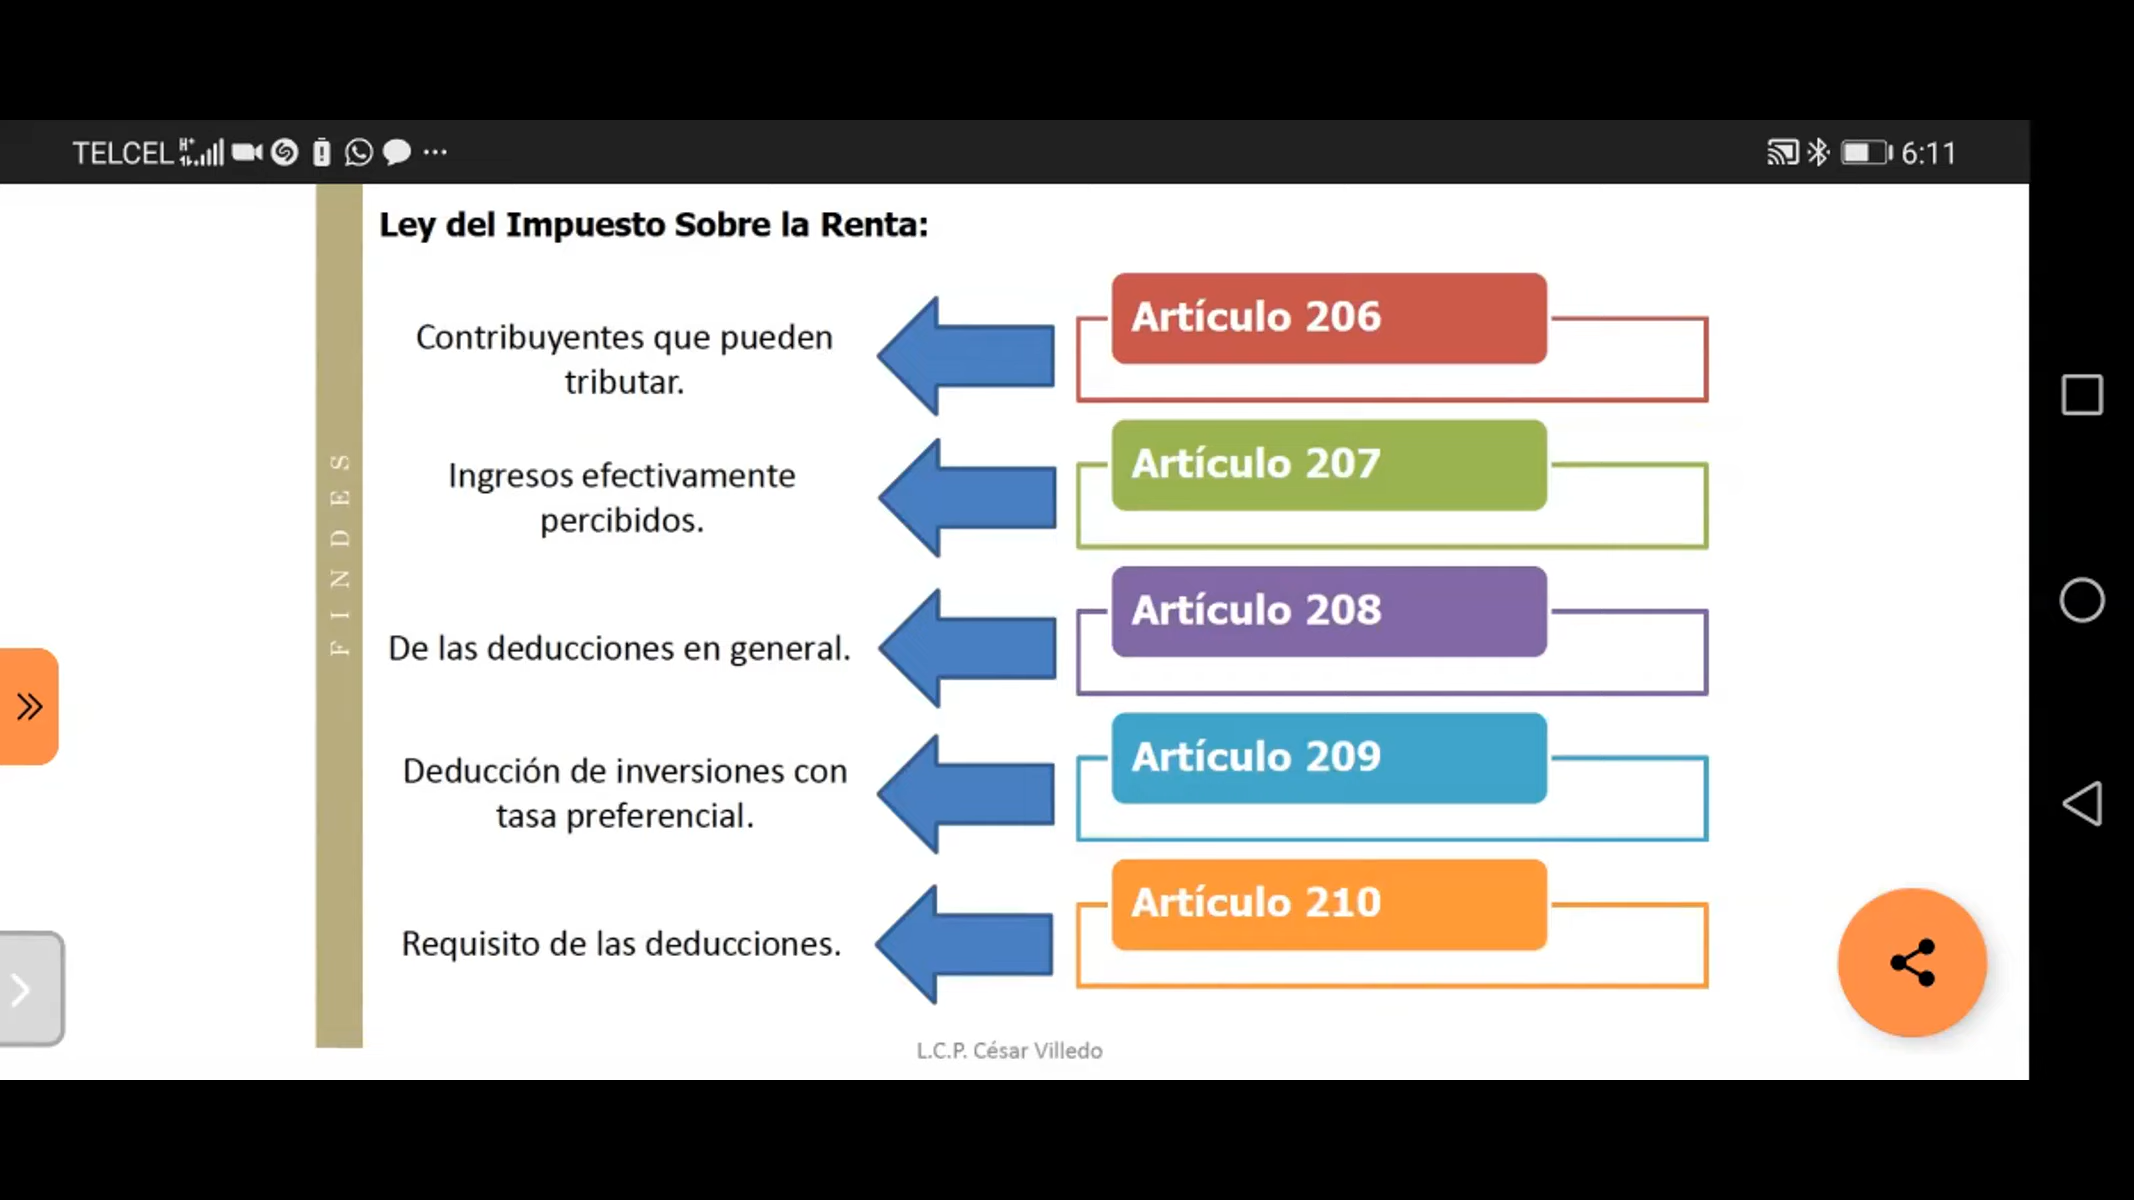 TELCEL H+
6:11
Ley del Impuesto Sobre la Renta:
Contribuyentes que pueden
tributar.
Artículo 206
Ingresos efectivamente
percibidos.
Artículo 207
De las deducciones en general.
Artículo 208
Deducción de inversiones con
tasa preferencial.
Artículo 209
Requisito de las deducciones.
Artículo 210
FINDES
L.C.P. César Villedo